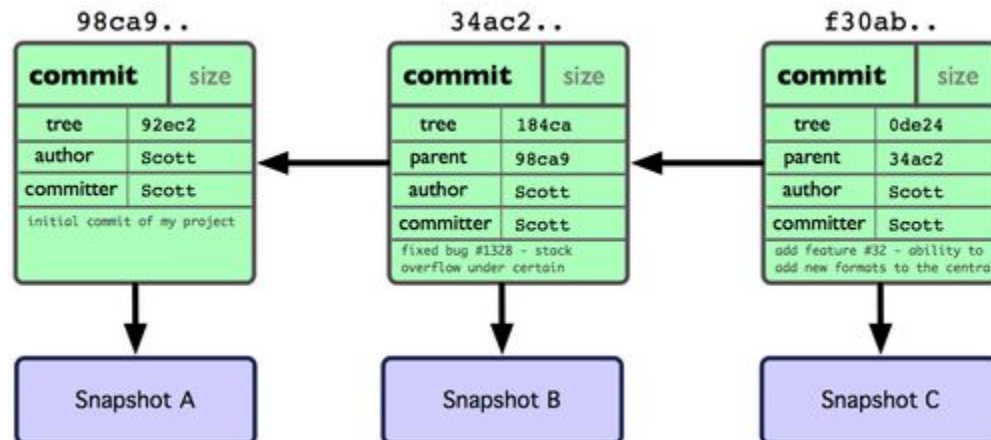 98ca9..
commit size
tree 92ec2
author Scott
committer Scott
initial commit of my project
Snapshot A
34ac2..
commit size
tree 184ca
parent 98ca9
author Scott
committer Scott
fixed bug #1328 - stack
overflow under certain
Snapshot B
f30ab..
commit size
tree 0de24
parent 34ac2
author Scott
committer Scott
add feature #32 - ability to
add new formats to the centra
Snapshot C